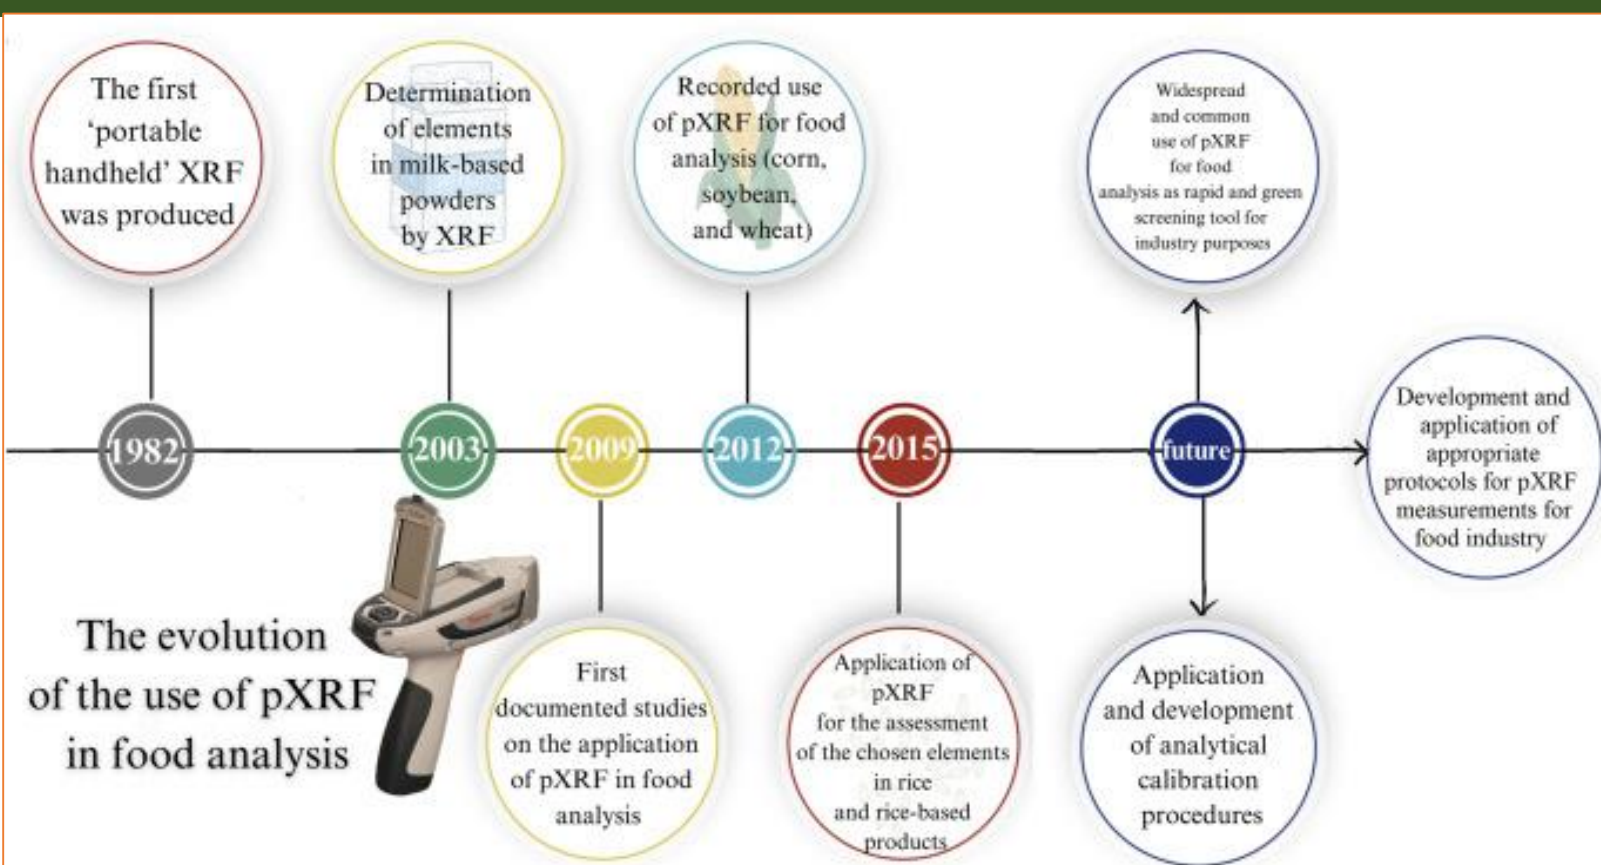 The first
‘portable
handheld’ XRF
was produced
Determination
of elements
in milk-based
powders
by XRF
Recorded use
of pXRF for food
analysis (corn,
soybean,
and wheat)
Widespread
and common
use of pXRF
for food
analysis as rapid and green
screening tool for
industry purposes
1982
2003
2009
2012
2015
future
Development and
application of
appropriate
protocols for pXRF
measurements for
food industry
The evolution
of the use of pXRF
in food analysis
First
documented studies
on the application
of pXRF in food
analysis
Application of
pXRF
for the assessment
of the chosen elements
in rice
and rice-based
products
Application
and development
of analytical
calibration
procedures